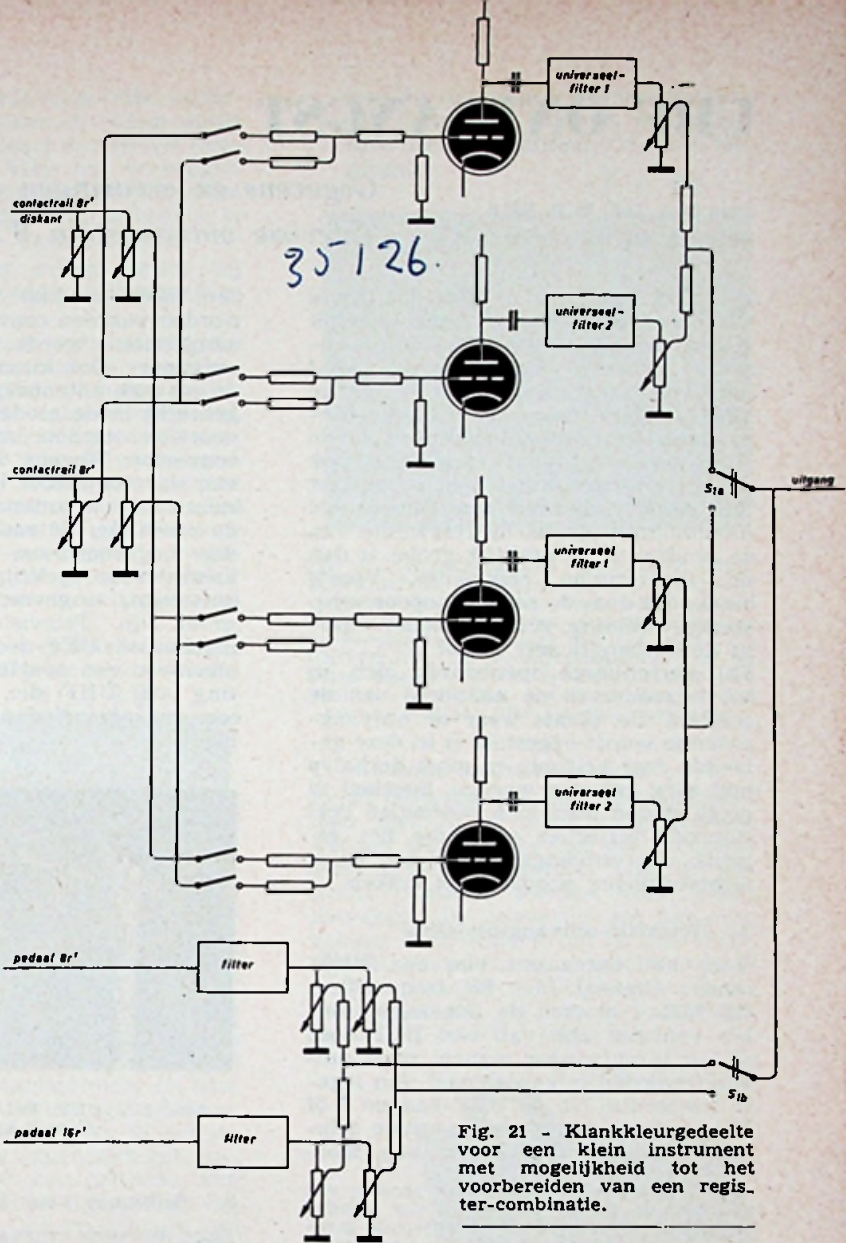 universeel-
filter 1
contactrail 8r'
diskant
35126.
universeel-
filter 2
contactrail 8r'
S1a
uitgang
universeel
filter 1
universeel
filter 2
pedaal 8r'
filter
S1b
pedaal 16r'
filter
Fig. 21 - Klankkleurgedeelte
voor een klein instrument
met mogelijkheid tot het
voorbereiden van een regis-
ter-combinatie.